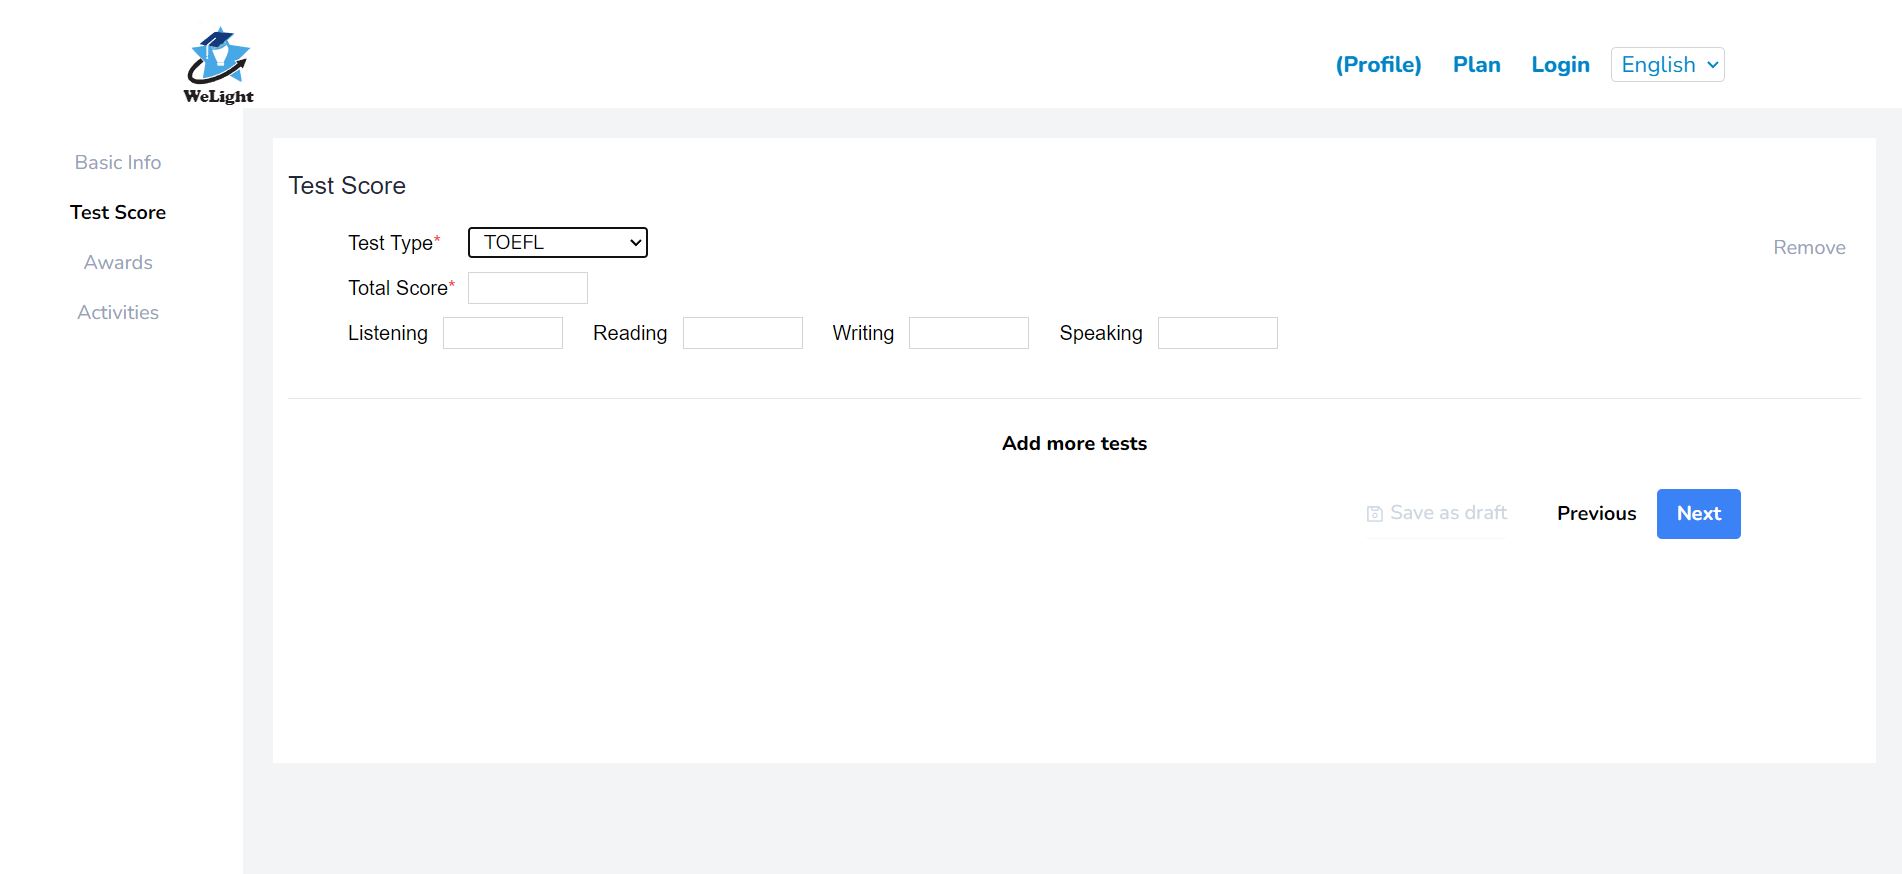 WeLight
(Profile) Plan Login English
Basic Info
Test Score
Awards
Activities
Test Score
Test Type* TOEFL
Remove
Total Score*
Listening Reading Writing Speaking
Add more tests
Save as draft Previous Next